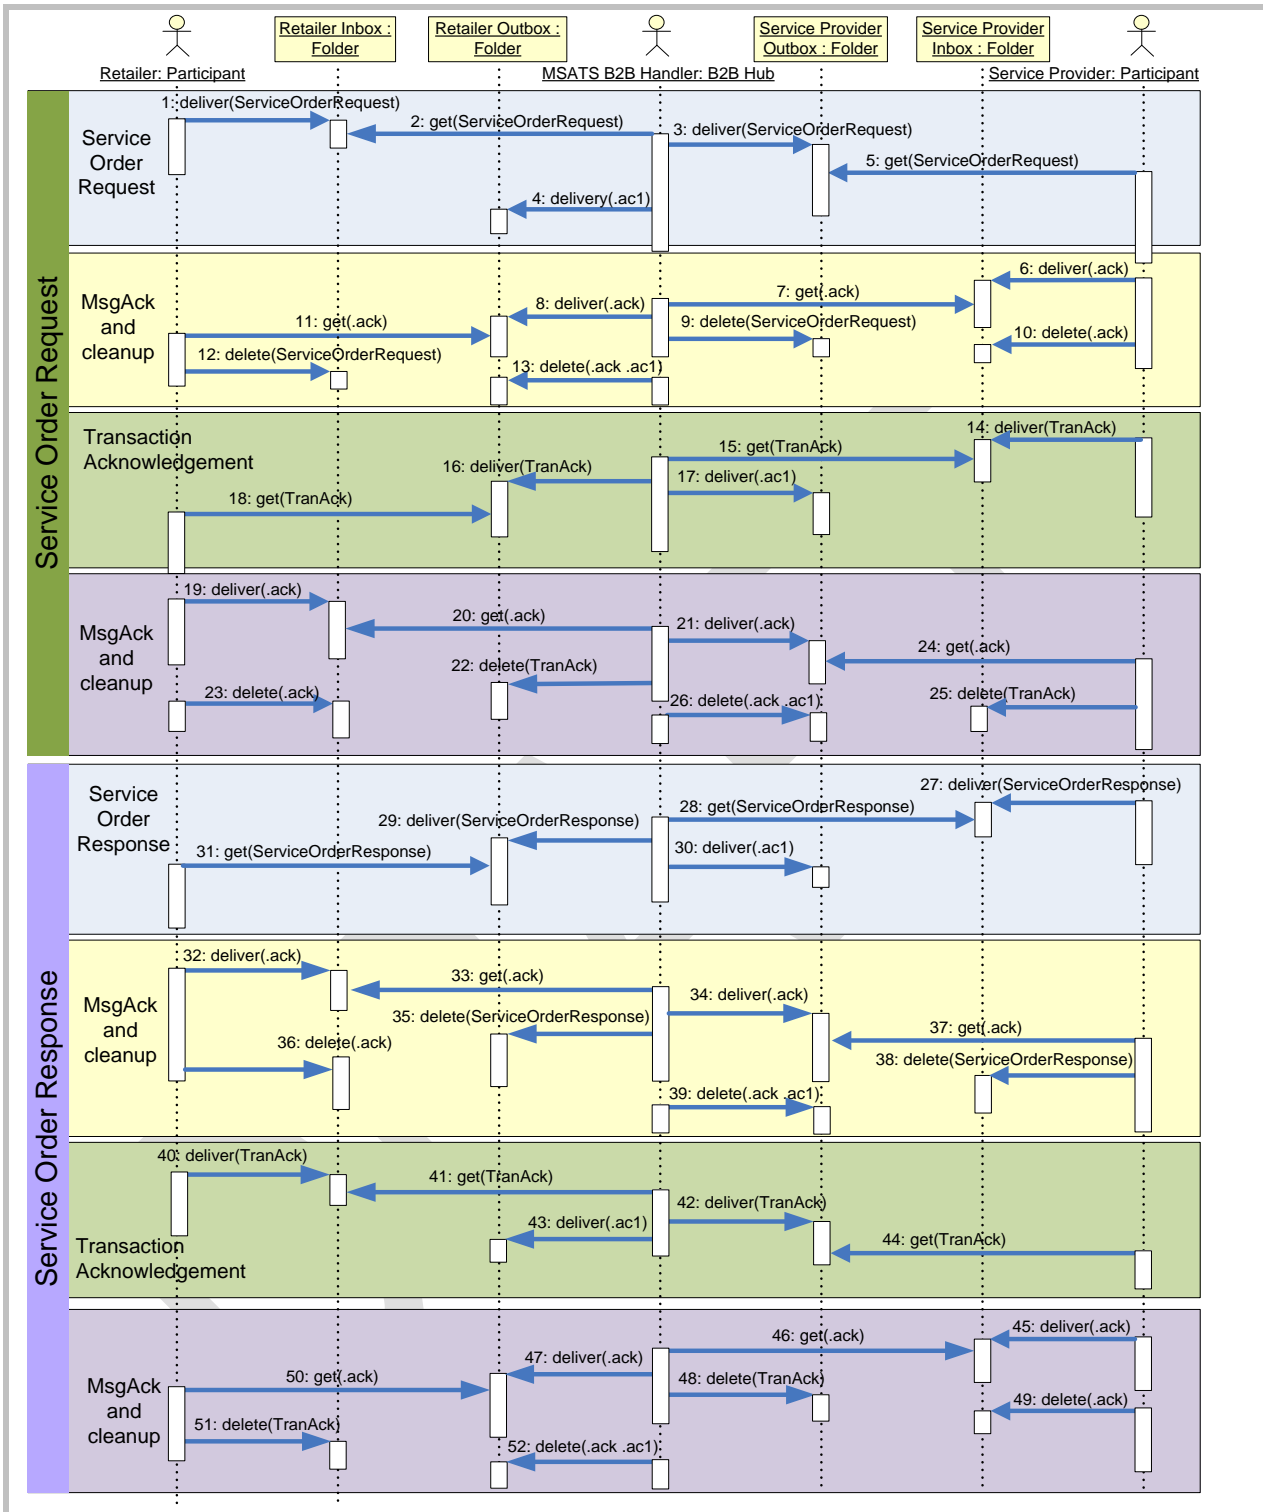 Retailer Inbox :
Folder
Retailer Outbox :
Folder
Service Provider
Outbox : Folder
Service Provider
Inbox : Folder
Retailer: Participant
MSATS B2B Handler: B2B Hub
Service Provider: Participant
Service Order Request
Service
Order
Request
1: deliver(ServiceOrderRequest)
2: get(ServiceOrderRequest)
3: deliver(ServiceOrderRequest)
5: get(ServiceOrderRequest)
4: delivery(.ac1)
MsgAck
and
cleanup
6: deliver(.ack)
7: get(.ack)
8: deliver(.ack)
9: delete(ServiceOrderRequest)
11: get(.ack)
10: delete(.ack)
12: delete(ServiceOrderRequest)
13: delete(.ack .ac1)
Transaction
Acknowledgement
14: deliver(TranAck)
15: get(TranAck)
16: deliver(TranAck)
17: deliver(.ac1)
18: get(TranAck)
MsgAck
and
cleanup
19: deliver(.ack)
20: get(.ack)
21: deliver(.ack)
24: get(.ack)
22: delete(TranAck)
23: delete(.ack)
26: delete(.ack .ac1)
25: delete(TranAck)
Service Order Response
Service
Order
Response
27: deliver(ServiceOrderResponse)
28: get(ServiceOrderResponse)
29: deliver(ServiceOrderResponse)
30: deliver(.ac1)
31: get(ServiceOrderResponse)
MsgAck
and
cleanup
32: deliver(.ack)
33: get(.ack)
34: deliver(.ack)
35: delete(ServiceOrderResponse)
37: get(.ack)
36: delete(.ack)
38: delete(ServiceOrderResponse)
39: delete(.ack .ac1)
Transaction
Acknowledgement
40: deliver(TranAck)
41: get(TranAck)
42: deliver(TranAck)
43: deliver(.ac1)
44: get(TranAck)
MsgAck
and
cleanup
45: deliver(.ack)
46: get(.ack)
47: deliver(.ack)
48: delete(TranAck)
50: get(.ack)
49: delete(.ack)
51: delete(TranAck)
52: delete(.ack .ac1)